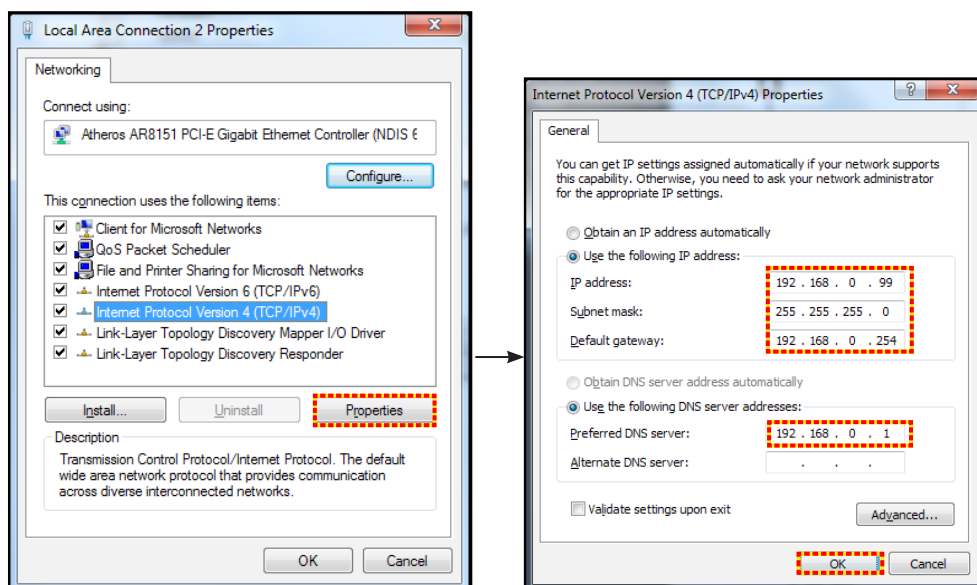 Local Area Connection 2 Properties
Networking
Connect using:
Atheros AR8151 PCI-E Gigabit Ethernet Controller (NDIS 6
Configure...
This connection uses the following items:
Client for Microsoft Networks
QoS Packet Scheduler
File and Printer Sharing for Microsoft Networks
Internet Protocol Version 6 (TCP/IPv6)
Internet Protocol Version 4 (TCP/IPv4)
Link-Layer Topology Discovery Mapper I/O Driver
Link-Layer Topology Discovery Responder
Install... Uninstall Properties
Description
Transmission Control Protocol/Internet Protocol. The default
wide area network protocol that provides communication
across diverse interconnected networks.
OK Cancel
Internet Protocol Version 4 (TCP/IPv4) Properties
General
You can get IP settings assigned automatically if your network supports
this capability. Otherwise, you need to ask your network administrator
for the appropriate IP settings.
Obtain an IP address automatically
Use the following IP address:
IP address: 192 . 168 . 0 . 99
Subnet mask: 255 . 255 . 255 . 0
Default gateway: 192 . 168 . 0 . 254
Obtain DNS server address automatically
Use the following DNS server addresses:
Preferred DNS server: 192 . 168 . 0 . 1
Alternate DNS server: . . .
Validate settings upon exit
Advanced...
OK Cancel